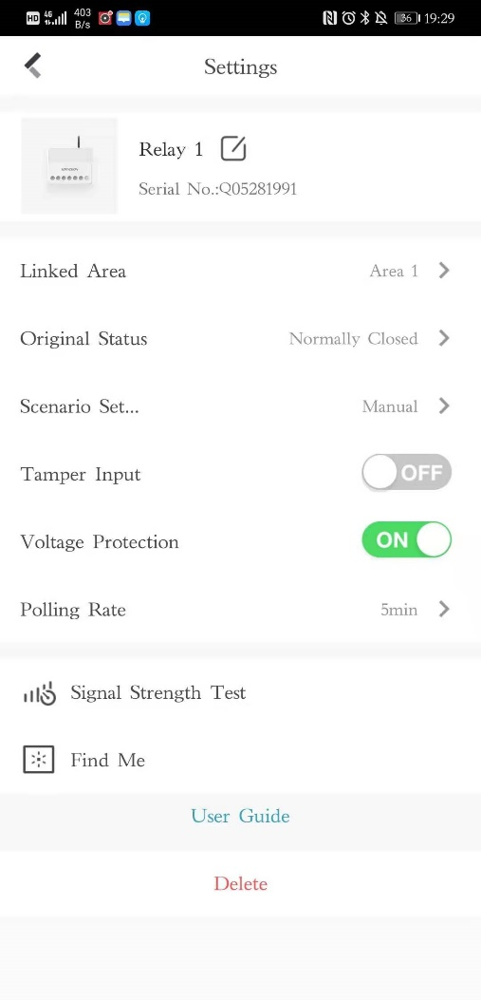 HD 4G 403 B/s 36 19:29
Settings
Relay 1
Serial No.:Q05281991
Linked Area Area 1
Original Status Normally Closed
Scenario Set... Manual
Tamper Input OFF
Voltage Protection ON
Polling Rate 5min
Signal Strength Test
Find Me
User Guide
Delete